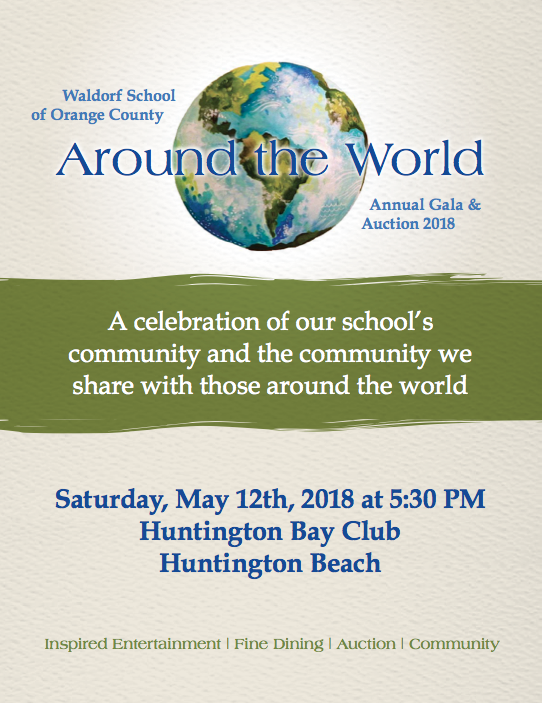 Waldorf School
of Orange County
Around the World
Annual Gala &
Auction 2018
A celebration of our school's
community and the community we
share with those around the world
Saturday, May 12th, 2018 at 5:30 PM
Huntington Bay Club
Huntington Beach
Inspired Entertainment | Fine Dining | Auction | Community